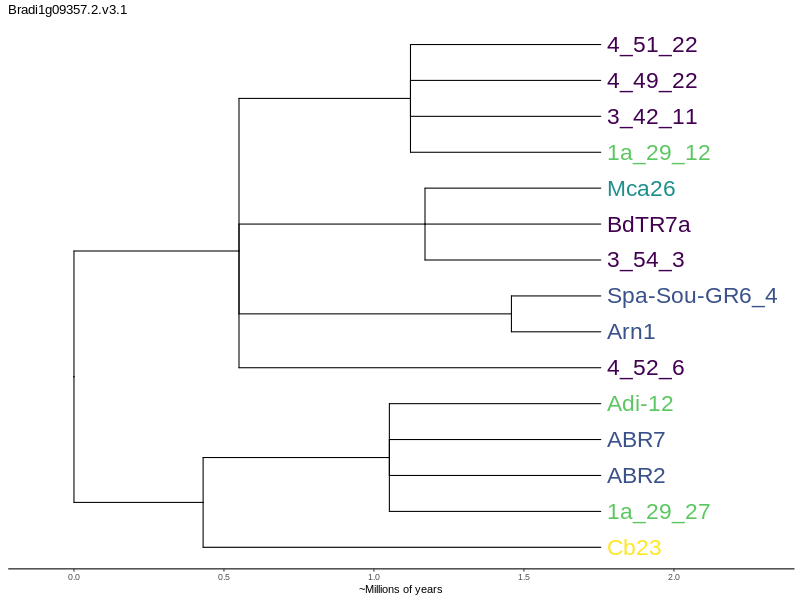 Bradi1g09357.2.v3.1
4_51_22
4_49_22
3_42_11
1a_29_12
Mca26
BdTR7a
3_54_3
Spa-Sou-GR6_4
Arn1
4_52_6
Adi-12
ABR7
ABR2
1a_29_27
Cb23
0.0 0.5 1.0 1.5 2.0
~Millions of years